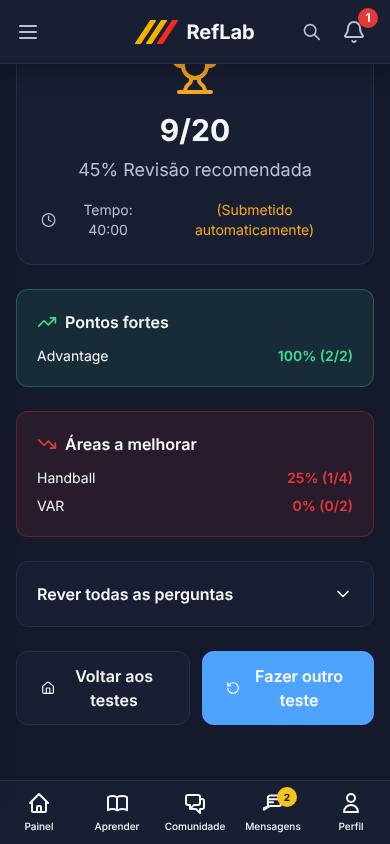 RefLab
1
9/20
45% Revisão recomendada
Tempo:
40:00
(Submetido
automaticamente)
Pontos fortes
Advantage 100% (2/2)
Áreas a melhorar
Handball 25% (1/4)
VAR 0% (0/2)
Rever todas as perguntas
Voltar aos
testes
Fazer outro
teste
2
Painel Aprender Comunidade Mensagens Perfil